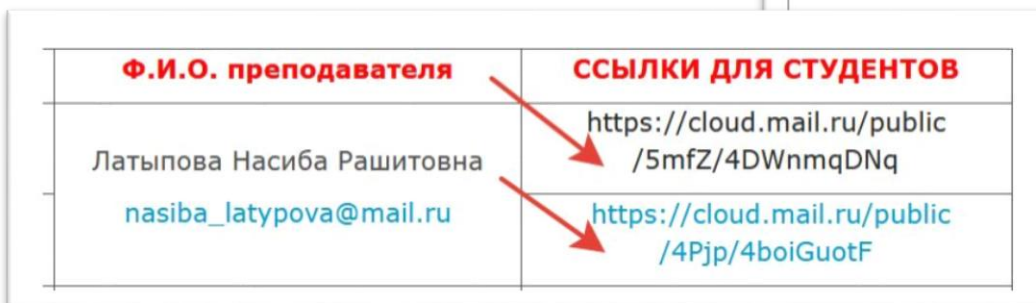 Ф.И.О. преподавателя
ССЫЛКИ ДЛЯ СТУДЕНТОВ
Латыпова Насиба Рашитовна
nasiba_latypova@mail.ru
https://cloud.mail.ru/public
/5mfZ/4DWnmqDNq
https://cloud.mail.ru/public
/4Pjp/4boiGuotF